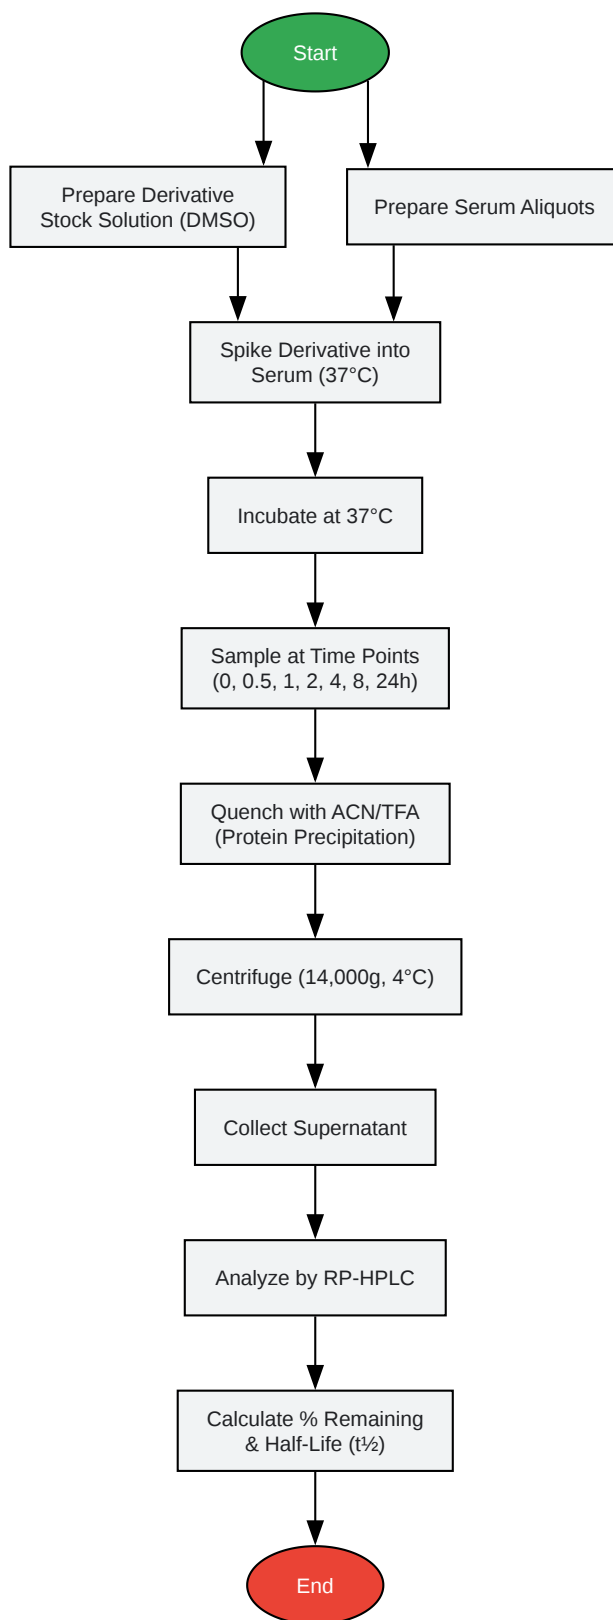 Start
Prepare Derivative
Stock Solution (DMSO)
Prepare Serum Aliquots
Spike Derivative into
Serum (37°C)
Incubate at 37°C
Sample at Time Points
(0, 0.5, 1, 2, 4, 8, 24h)
Quench with ACN/TFA
(Protein Precipitation)
Centrifuge (14,000g, 4°C)
Collect Supernatant
Analyze by RP-HPLC
Calculate % Remaining
& Half-Life (t½)
End